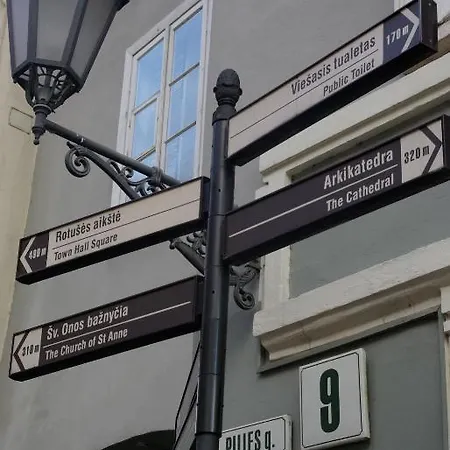 Viešasis tualetas
Public Toilet
170 m
Arkikatedra
The Cathedral
320 m
480 m
Rotušės aikštė
Town Hall Square
310 m
Šv. Onos bažnyčia
The Church of St Anne
9
PILIES g.